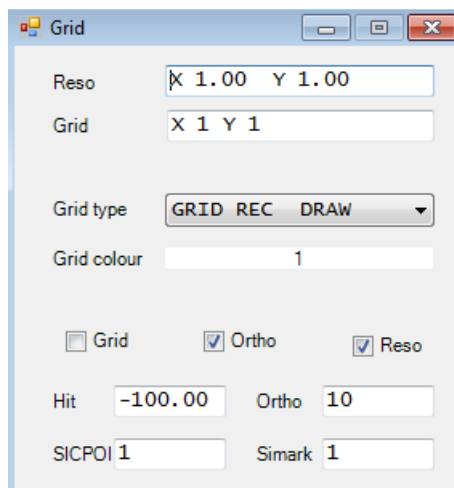 Grid
Reso X 1.00 Y 1.00
Grid X 1 Y 1
Grid type GRID REC DRAW
Grid colour 1
Grid Ortho Reso
Hit -100.00 Ortho 10
SICPOI 1 Simark 1